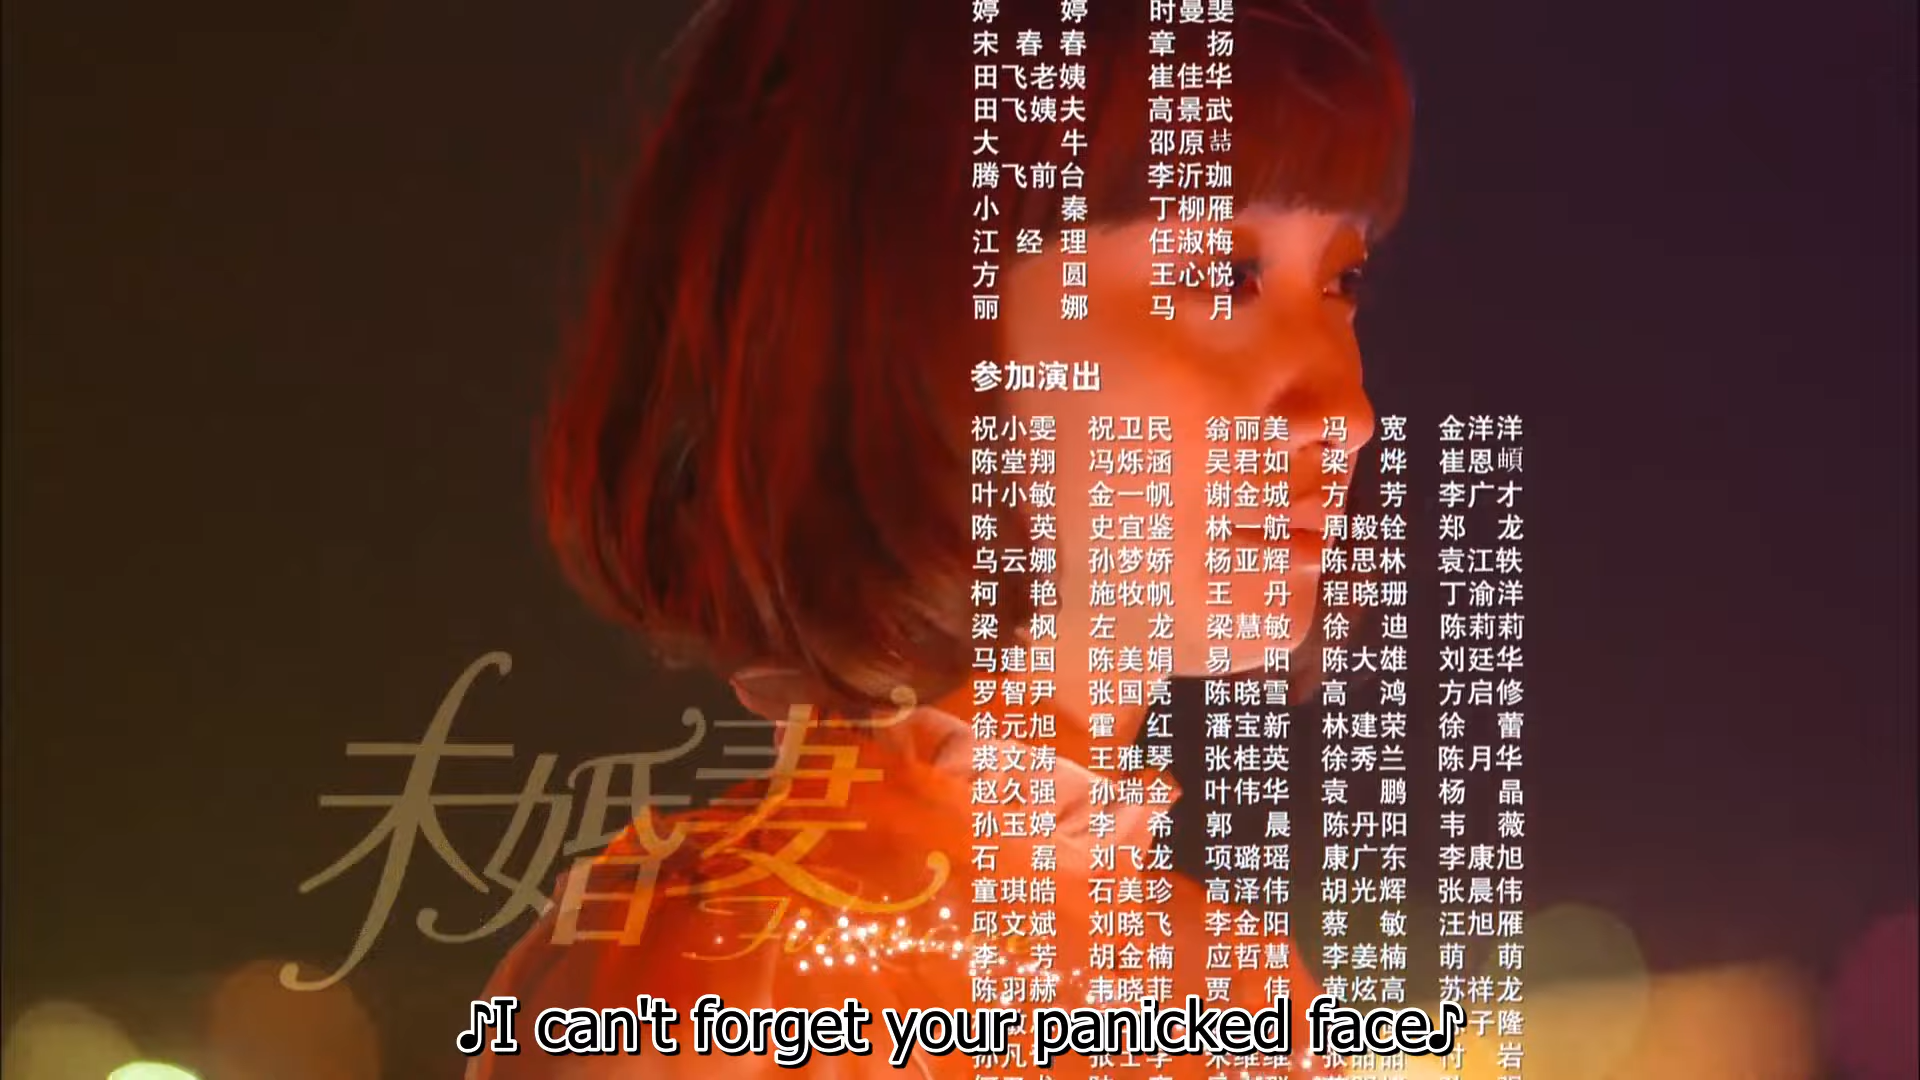 婷婷 时曼斐
宋春春 章扬
田飞老姨 崔佳华
田飞姨夫 高景武
大牛 邵原喆
腾飞前台 李沂珈
小秦 丁柳雁
江经理 任淑梅
方圆 王心悦
丽娜 马月
参加演出
祝小雯 祝卫民 翁丽美 冯宽 金洋洋
陈堂翔 冯烁涵 吴君如 梁烨 崔恩
叶小敏 金一帆 谢金城 方芳 李广才
陈英 史宜鉴 林一航 周毅铨 郑龙
乌云娜 孙梦娇 杨亚辉 陈思林 袁江轶
柯艳 施牧帆 王丹 程晓珊 丁渝洋
梁枫 左龙 梁慧敏 徐迪 陈莉莉
马建国 陈美娟 易阳 陈大雄 刘廷华
罗智尹 张国亮 陈晓雪 高鸿 方启修
徐元旭 霍红 潘宝新 林建荣 徐蕾
裘文涛 王雅琴 张桂英 徐秀兰 陈月华
赵久强 孙瑞金 叶伟华 袁鹏 杨晶
孙玉婷 李希 郭晨 陈丹阳 韦薇
石磊 刘飞龙 项璐瑶 康广东 李康旭
童琪皓 石美珍 高泽伟 胡光辉 张晨伟
邱文斌 刘晓飞 李金阳 蔡敏 汪旭雁
李芳 胡金楠 应哲慧 李姜楠 萌萌
陈羽赫 韦晓菲 贾伟 黄炫高 苏祥龙
子隆
付岩
未婚妻
Fiancee
♪I can't forget your panicked face♪